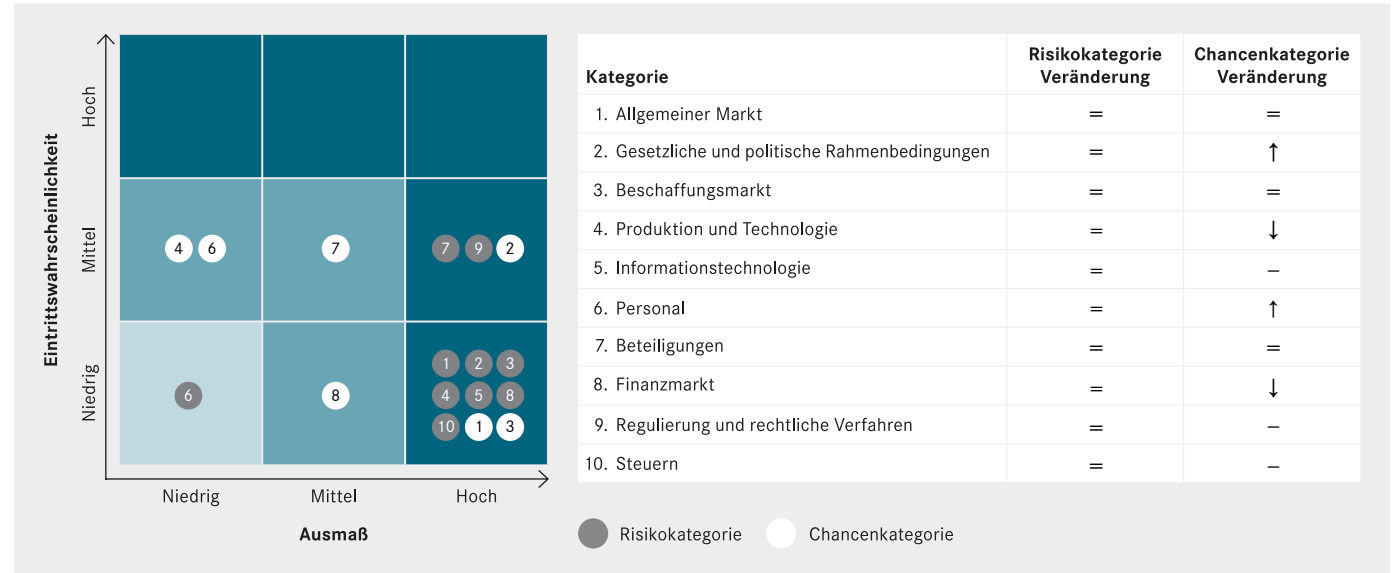 Eintrittswahrscheinlichkeit
Hoch
Mittel
Niedrig
4 6
7
7 9 2
6
8
1 2 3
4 5 8
10 1 3
Niedrig Mittel Hoch
Ausmaß
Kategorie Risikokategorie Veränderung Chancenkategorie Veränderung
1. Allgemeiner Markt = =
2. Gesetzliche und politische Rahmenbedingungen = ↑
3. Beschaffungsmarkt = =
4. Produktion und Technologie = ↓
5. Informationstechnologie = –
6. Personal = ↑
7. Beteiligungen = =
8. Finanzmarkt = ↓
9. Regulierung und rechtliche Verfahren = –
10. Steuern = –
Risikokategorie Chancenkategorie